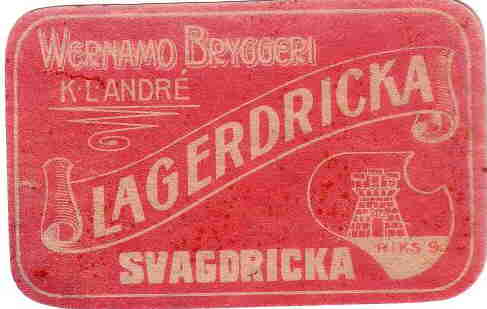 WERNAMO BRYGGERI
K·L'ANDRÉ
LAGERDRICKA
SVAGDRICKA
RIKS 9.